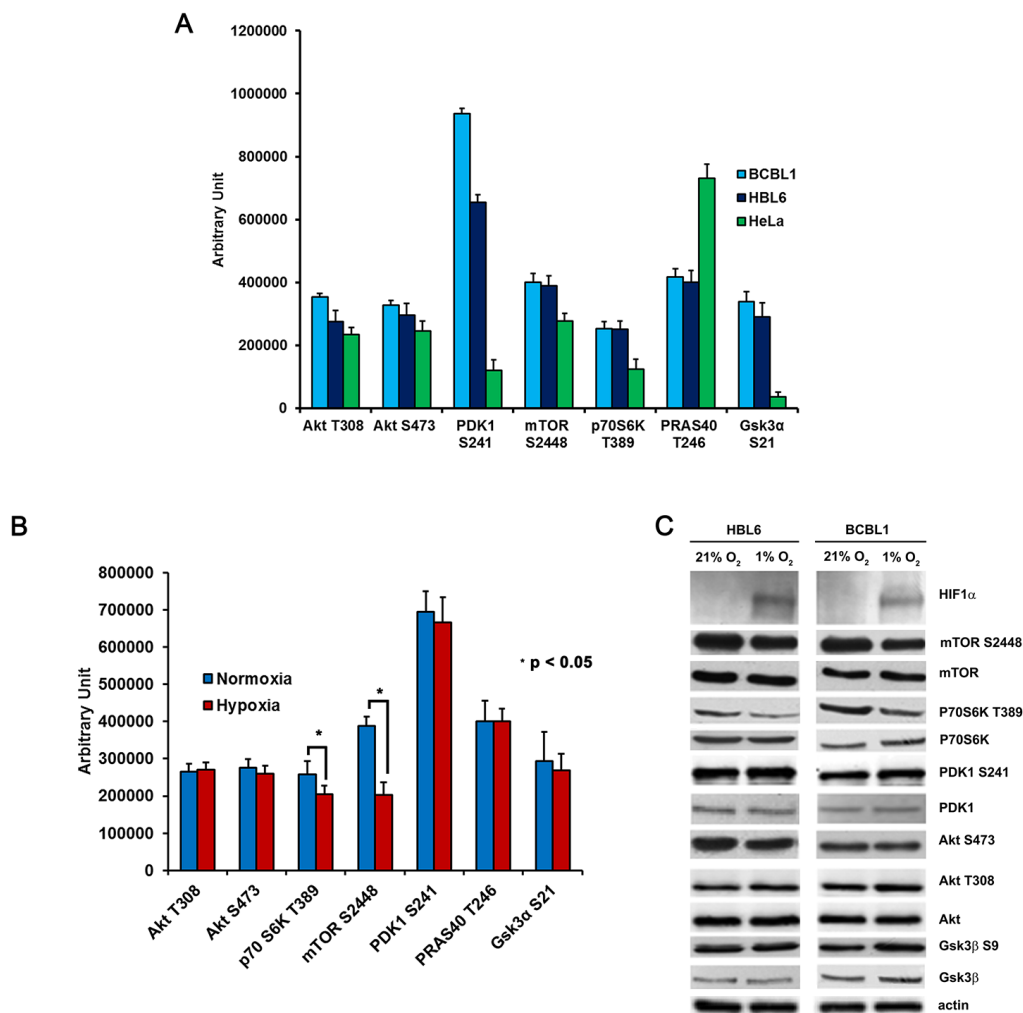 A
1200000
1000000
800000
600000
400000
200000
0
Arbitrary Unit
BCBL1
HBL6
HeLa
Akt T308
Akt S473
PDK1
S241
mTOR
S2448
p70S6K
T389
PRAS40
T246
Gsk3α
S21
B
800000
700000
600000
500000
400000
300000
200000
100000
0
Arbitrary Unit
Normoxia
Hypoxia
* p < 0.05
*
*
Akt T308
Akt S473
p70 S6K T389
mTOR S2448
PDK1 S241
PRAS40 T246
Gsk3α S21
C
HBL6
BCBL1
21% O₂
1% O₂
21% O₂
1% O₂
HIF1α
mTOR S2448
mTOR
P70S6K T389
P70S6K
PDK1 S241
PDK1
Akt S473
Akt T308
Akt
Gsk3β S9
Gsk3β
actin